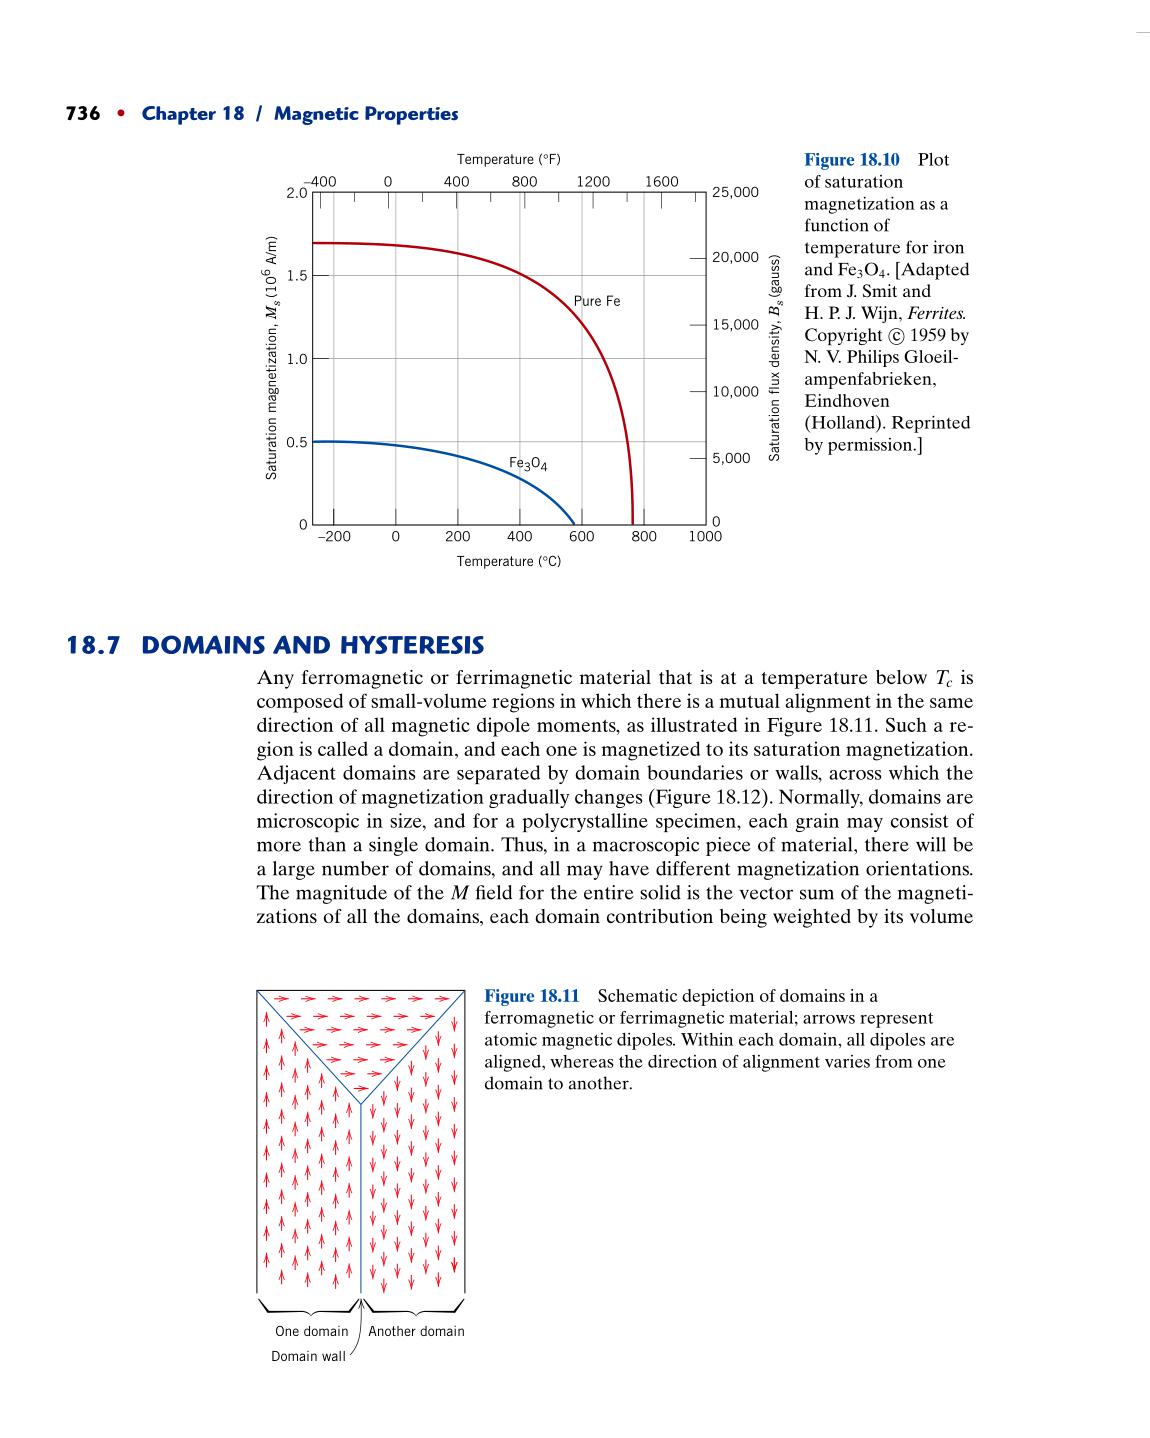 736 • Chapter 18 / Magnetic Properties
Temperature (°F)
–400 0 400 800 1200 1600
2.0
1.5
1.0
0.5
0
Saturation magnetization, Ms (10⁶ A/m)
25,000
20,000
15,000
10,000
5,000
0
Saturation flux density, Bs (gauss)
Pure Fe
Fe3O4
–200 0 200 400 600 800 1000
Temperature (°C)
Figure 18.10 Plot
of saturation
magnetization as a
function of
temperature for iron
and Fe3O4. [Adapted
from J. Smit and
H. P. J. Wijn, Ferrites.
Copyright © 1959 by
N. V. Philips Gloeil-
ampenfabrieken,
Eindhoven
(Holland). Reprinted
by permission.]
18.7 DOMAINS AND HYSTERESIS
Any ferromagnetic or ferrimagnetic material that is at a temperature below Tc is
composed of small-volume regions in which there is a mutual alignment in the same
direction of all magnetic dipole moments, as illustrated in Figure 18.11. Such a re-
gion is called a domain, and each one is magnetized to its saturation magnetization.
Adjacent domains are separated by domain boundaries or walls, across which the
direction of magnetization gradually changes (Figure 18.12). Normally, domains are
microscopic in size, and for a polycrystalline specimen, each grain may consist of
more than a single domain. Thus, in a macroscopic piece of material, there will be
a large number of domains, and all may have different magnetization orientations.
The magnitude of the M field for the entire solid is the vector sum of the magneti-
zations of all the domains, each domain contribution being weighted by its volume
Figure 18.11 Schematic depiction of domains in a
ferromagnetic or ferrimagnetic material; arrows represent
atomic magnetic dipoles. Within each domain, all dipoles are
aligned, whereas the direction of alignment varies from one
domain to another.
One domain Another domain
Domain wall